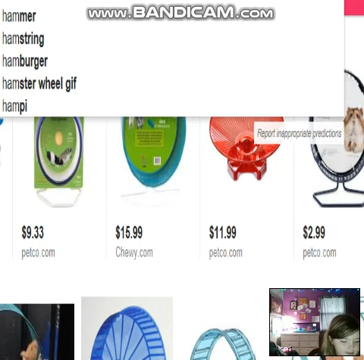 www.BANDICAM.com
hammer
hamstring
hamburger
hamster wheel gif
hampi
Report inappropriate predictions
$9.33 $15.99 $11.99 $2.99
petco.com Chewy.com petco.com petco.com